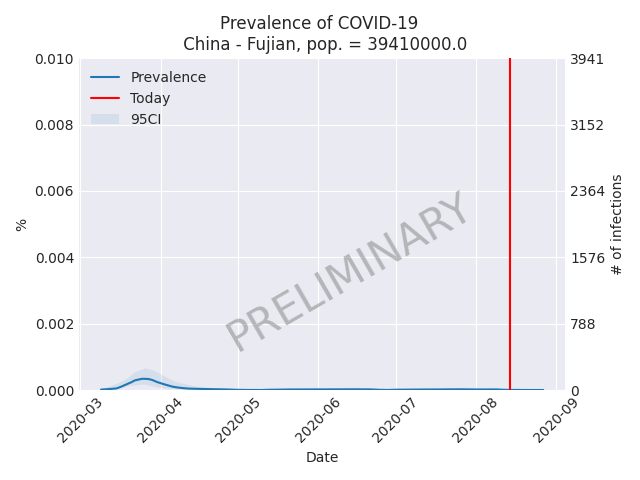 Prevalence of COVID-19
China - Fujian, pop. = 39410000.0
Prevalence
Today
95CI
0.010
0.008
0.006
0.004
0.002
0.000
%
3941
3152
2364
1576
788
0
# of infections
PRELIMINARY
2020-03
2020-04
2020-05
2020-06
2020-07
2020-08
2020-09
Date